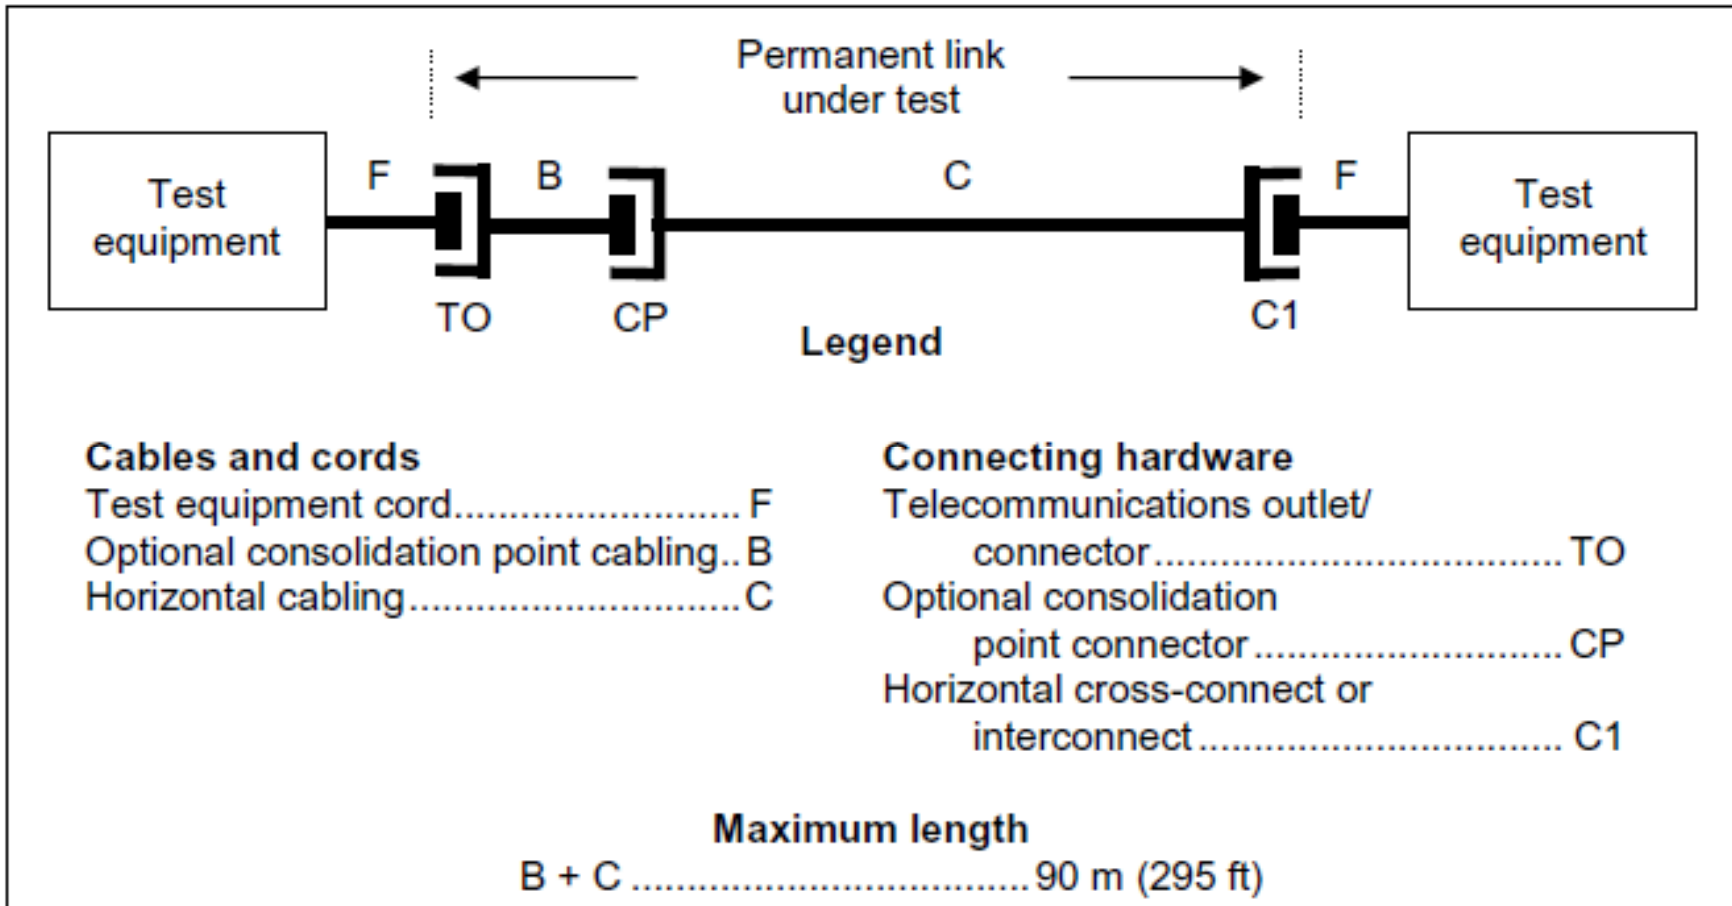 Permanent link
under test
F
B
C
F
Test
equipment
Test
equipment
TO
CP
C1
Legend
Cables and cords
Test equipment cord.......................... F
Optional consolidation point cabling.. B
Horizontal cabling.............................. C
Connecting hardware
Telecommunications outlet/
connector..................................... TO
Optional consolidation
point connector............................ CP
Horizontal cross-connect or
interconnect................................. C1
Maximum length
B + C .................................... 90 m (295 ft)